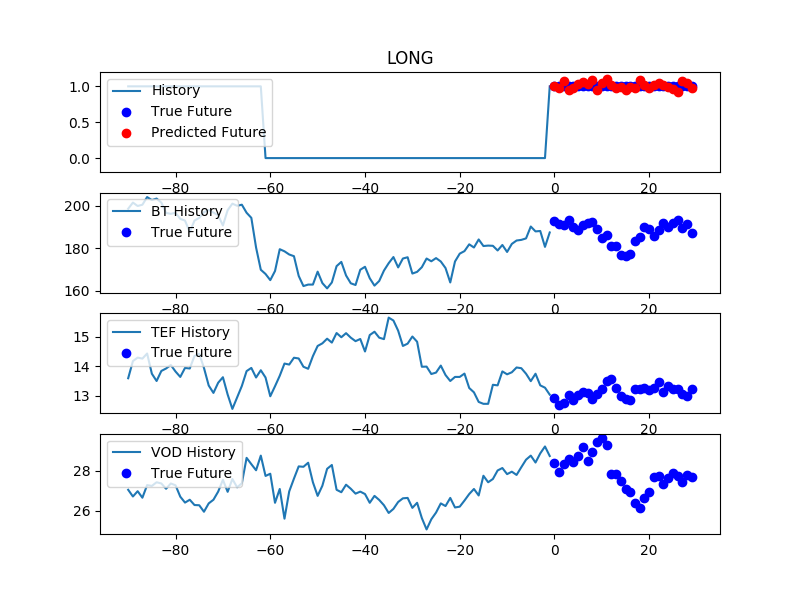 LONG
1.0
0.5
0.0
History
True Future
Predicted Future
−80 −60 −40 −20 0 20
200
180
160
BT History
True Future
−80 −60 −40 −20 0 20
15
14
13
TEF History
True Future
−80 −60 −40 −20 0 20
28
26
VOD History
True Future
−80 −60 −40 −20 0 20